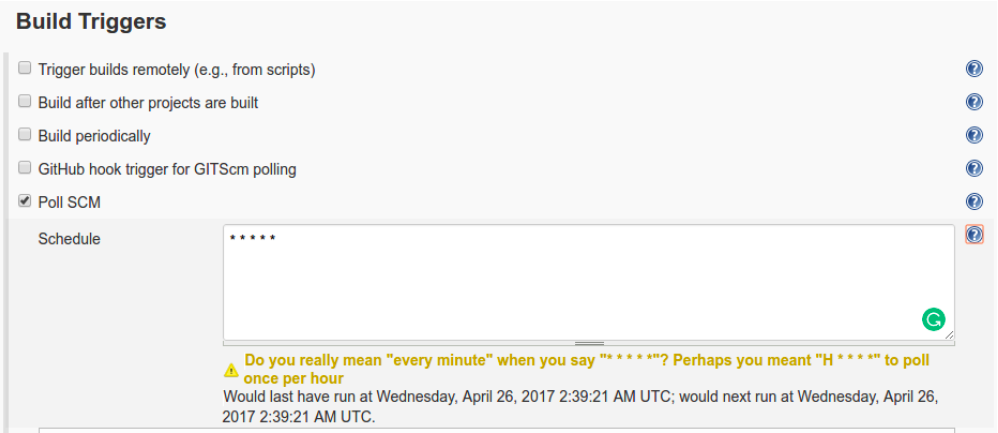 Build Triggers
Trigger builds remotely (e.g., from scripts)
Build after other projects are built
Build periodically
GitHub hook trigger for GITScm polling
Poll SCM
Schedule
* * * * *
Do you really mean "every minute" when you say "* * * * *"? Perhaps you meant "H * * * *" to poll
once per hour
Would last have run at Wednesday, April 26, 2017 2:39:21 AM UTC; would next run at Wednesday, April 26,
2017 2:39:21 AM UTC.